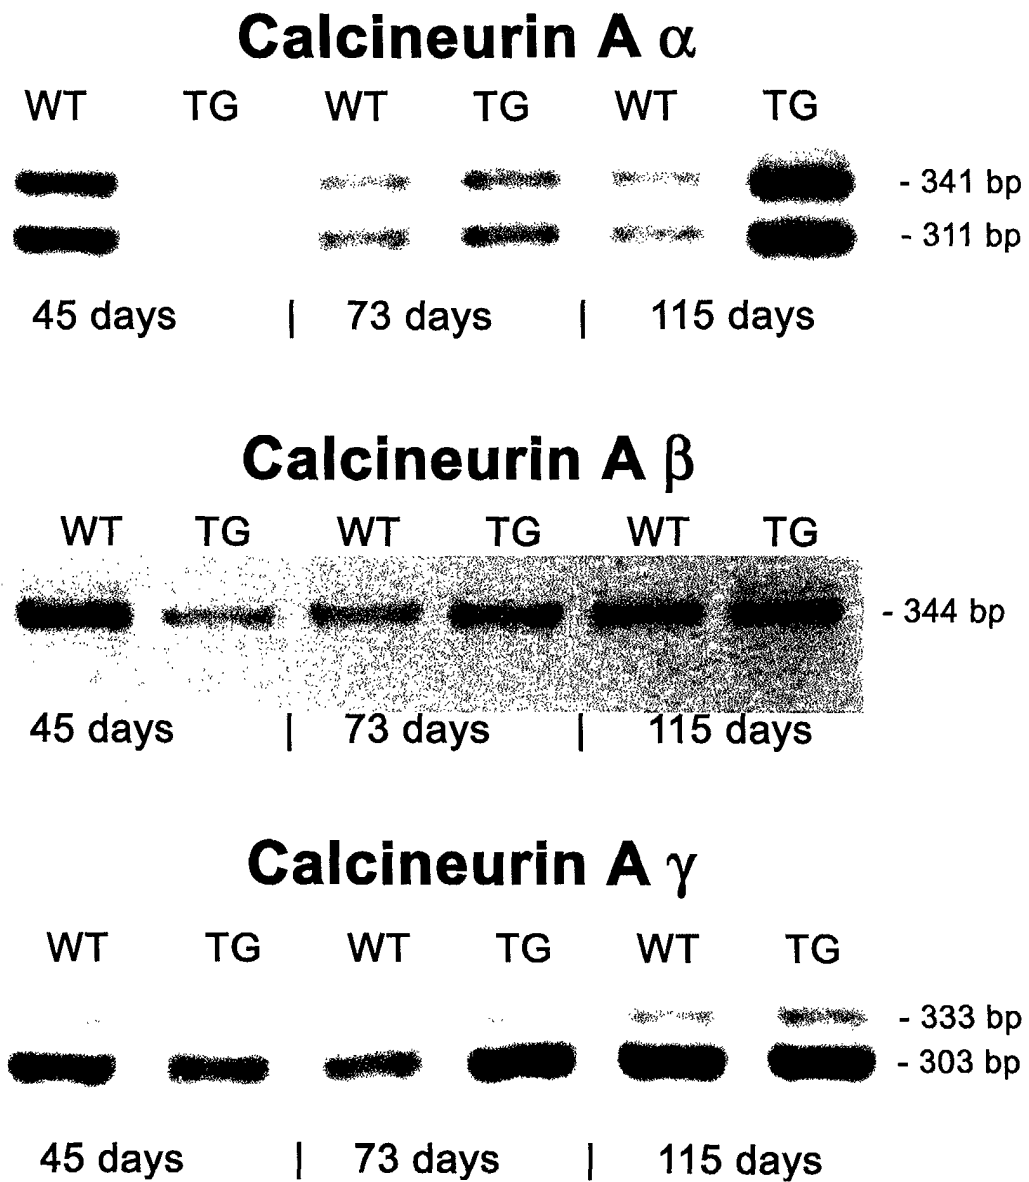 Calcineurin A α
WT TG WT TG WT TG
- 341 bp
- 311 bp
45 days | 73 days | 115 days
Calcineurin A β
WT TG WT TG WT TG
- 344 bp
45 days | 73 days | 115 days
Calcineurin A γ
WT TG WT TG WT TG
- 333 bp
- 303 bp
45 days | 73 days | 115 days